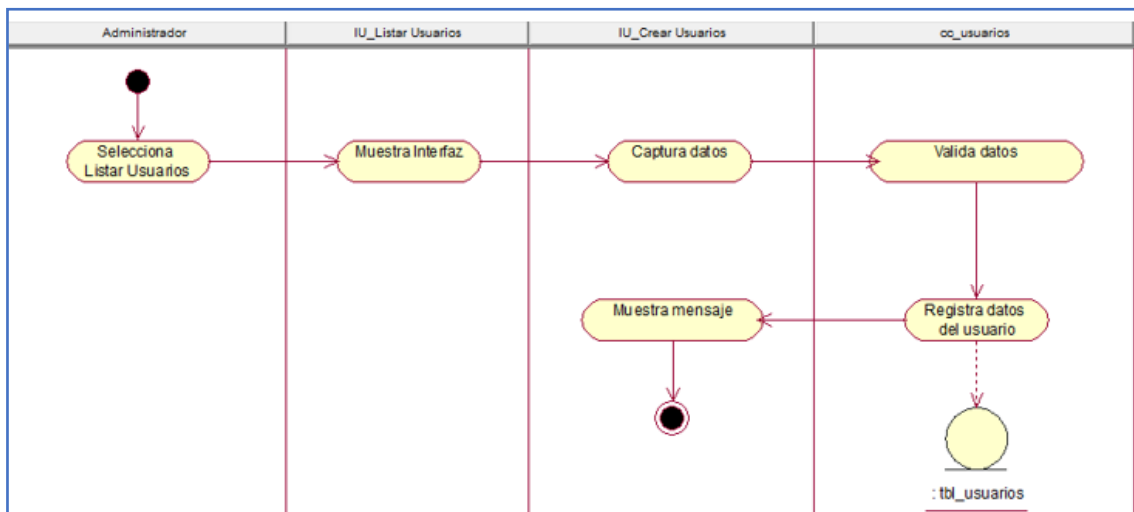 Administrador
IU_Listar Usuarios
IU_Crear Usuarios
cc_usuarios
Selecciona
Listar Usuarios
Muestra Interfaz
Captura datos
Valida datos
Muestra mensaje
Registra datos
del usuario
: tbl_usuarios